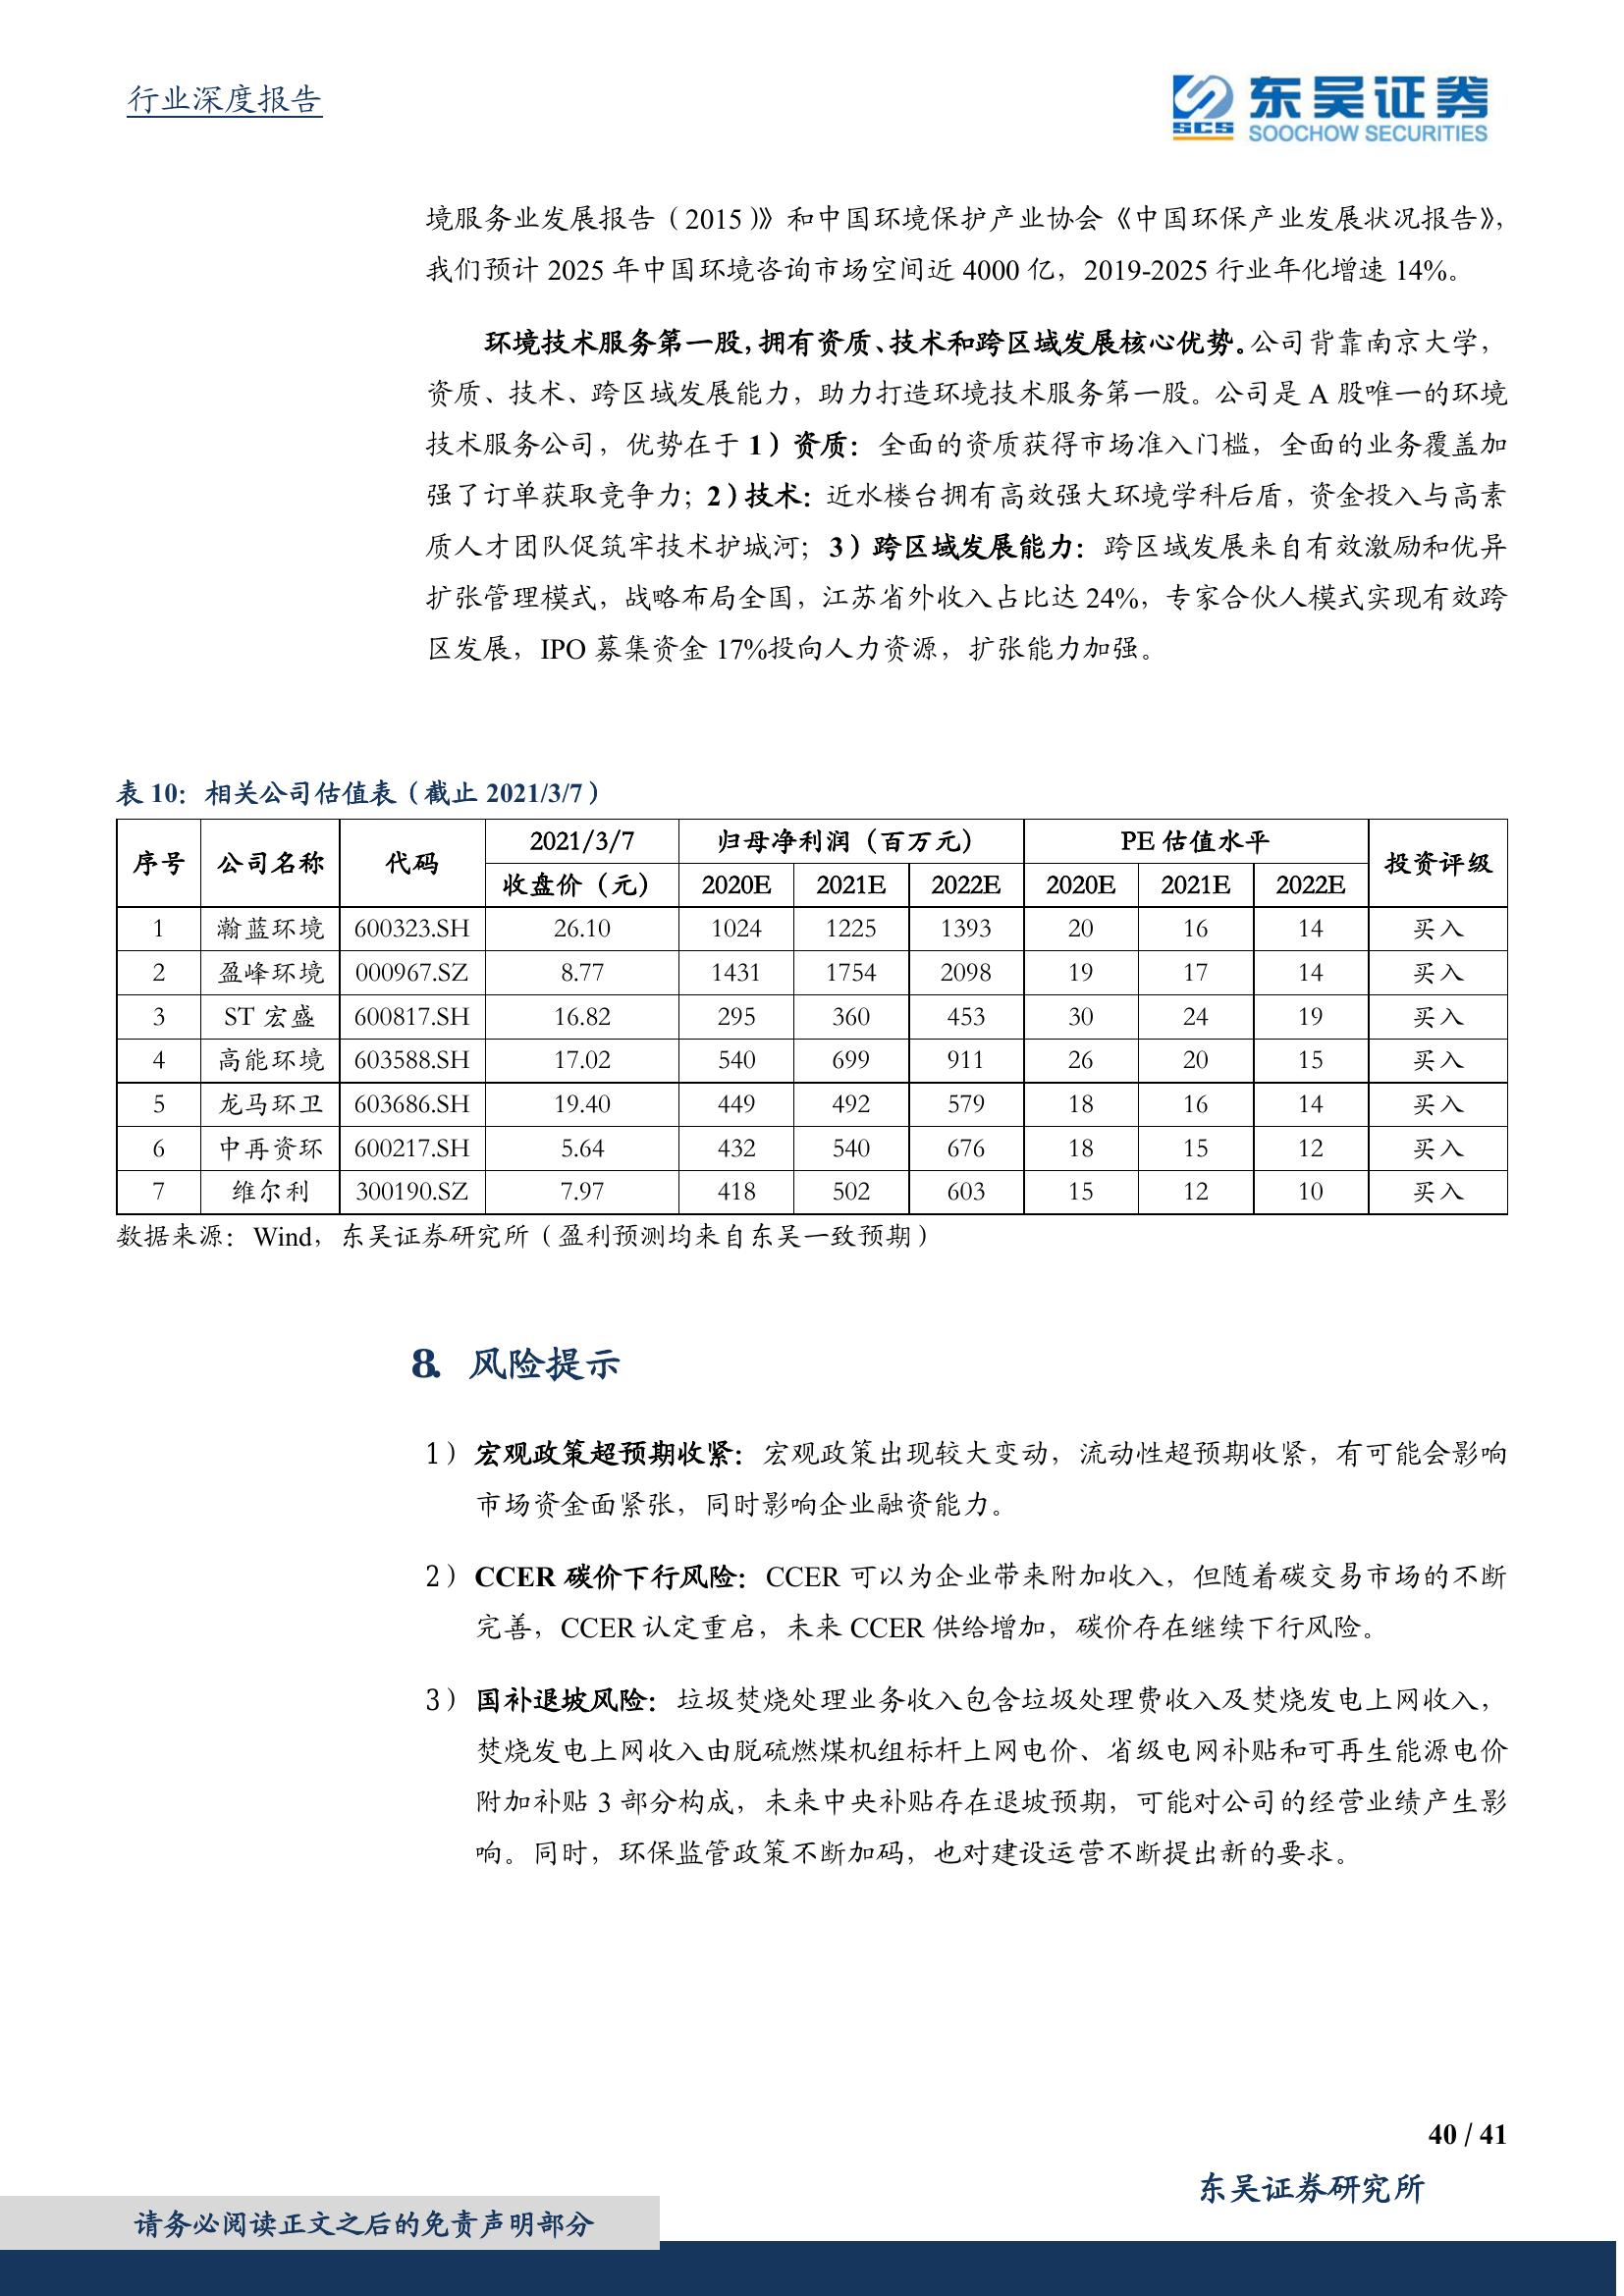 行业深度报告
SCS
东吴证券
SOOCHOW SECURITIES
境服务业发展报告（2015）》和中国环境保护产业协会《中国环保产业发展状况报告》，
我们预计 2025 年中国环境咨询市场空间近 4000 亿，2019-2025 行业年化增速 14%。
环境技术服务第一股，拥有资质、技术和跨区域发展核心优势。公司背靠南京大学，
资质、技术、跨区域发展能力，助力打造环境技术服务第一股。公司是 A 股唯一的环境
技术服务公司，优势在于 1）资质：全面的资质获得市场准入门槛，全面的业务覆盖加
强了订单获取竞争力；2）技术：近水楼台拥有高效强大环境学科后盾，资金投入与高素
质人才团队促筑牢技术护城河；3）跨区域发展能力：跨区域发展来自有效激励和优异
扩张管理模式，战略布局全国，江苏省外收入占比达 24%，专家合伙人模式实现有效跨
区发展，IPO 募集资金 17%投向人力资源，扩张能力加强。
表 10：相关公司估值表（截止 2021/3/7）
序号 公司名称 代码 2021/3/7 归母净利润（百万元） PE 估值水平 投资评级
收盘价（元） 2020E 2021E 2022E 2020E 2021E 2022E
1 瀚蓝环境 600323.SH 26.10 1024 1225 1393 20 16 14 买入
2 盈峰环境 000967.SZ 8.77 1431 1754 2098 19 17 14 买入
3 ST 宏盛 600817.SH 16.82 295 360 453 30 24 19 买入
4 高能环境 603588.SH 17.02 540 699 911 26 20 15 买入
5 龙马环卫 603686.SH 19.40 449 492 579 18 16 14 买入
6 中再资环 600217.SH 5.64 432 540 676 18 15 12 买入
7 维尔利 300190.SZ 7.97 418 502 603 15 12 10 买入
数据来源：Wind，东吴证券研究所（盈利预测均来自东吴一致预期）
8. 风险提示
1）宏观政策超预期收紧：宏观政策出现较大变动，流动性超预期收紧，有可能会影响
市场资金面紧张，同时影响企业融资能力。
2）CCER 碳价下行风险：CCER 可以为企业带来附加收入，但随着碳交易市场的不断
完善，CCER 认定重启，未来 CCER 供给增加，碳价存在继续下行风险。
3）国补退坡风险：垃圾焚烧处理业务收入包含垃圾处理费收入及焚烧发电上网收入，
焚烧发电上网收入由脱硫燃煤机组标杆上网电价、省级电网补贴和可再生能源电价
附加补贴 3 部分构成，未来中央补贴存在退坡预期，可能对公司的经营业绩产生影
响。同时，环保监管政策不断加码，也对建设运营不断提出新的要求。
40 / 41
东吴证券研究所
请务必阅读正文之后的免责声明部分